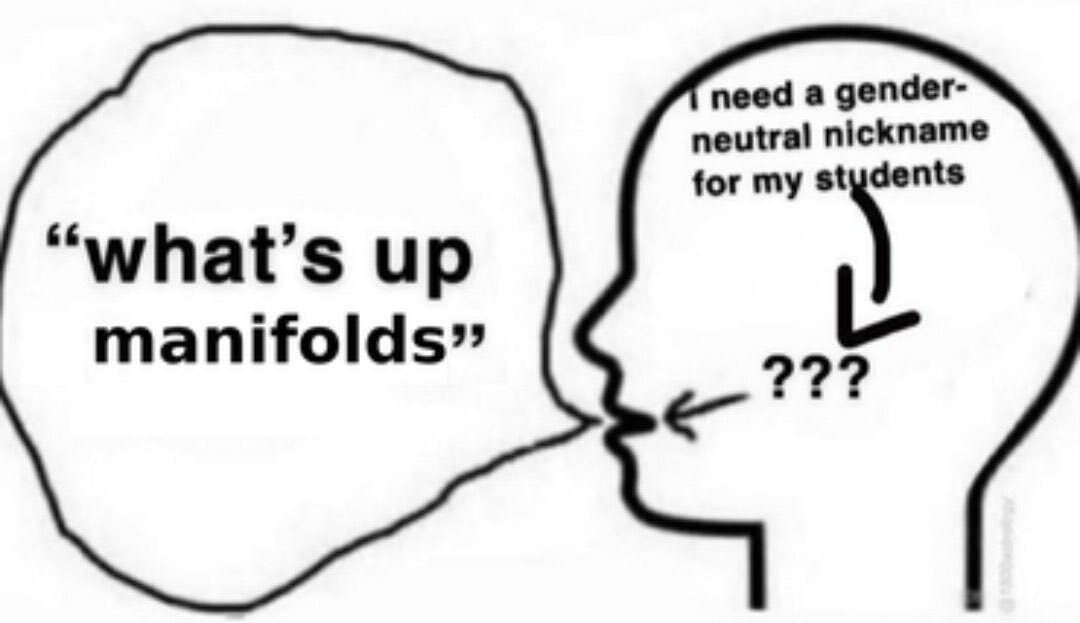 “what’s up
manifolds”
I need a gender-
neutral nickname
for my students
???